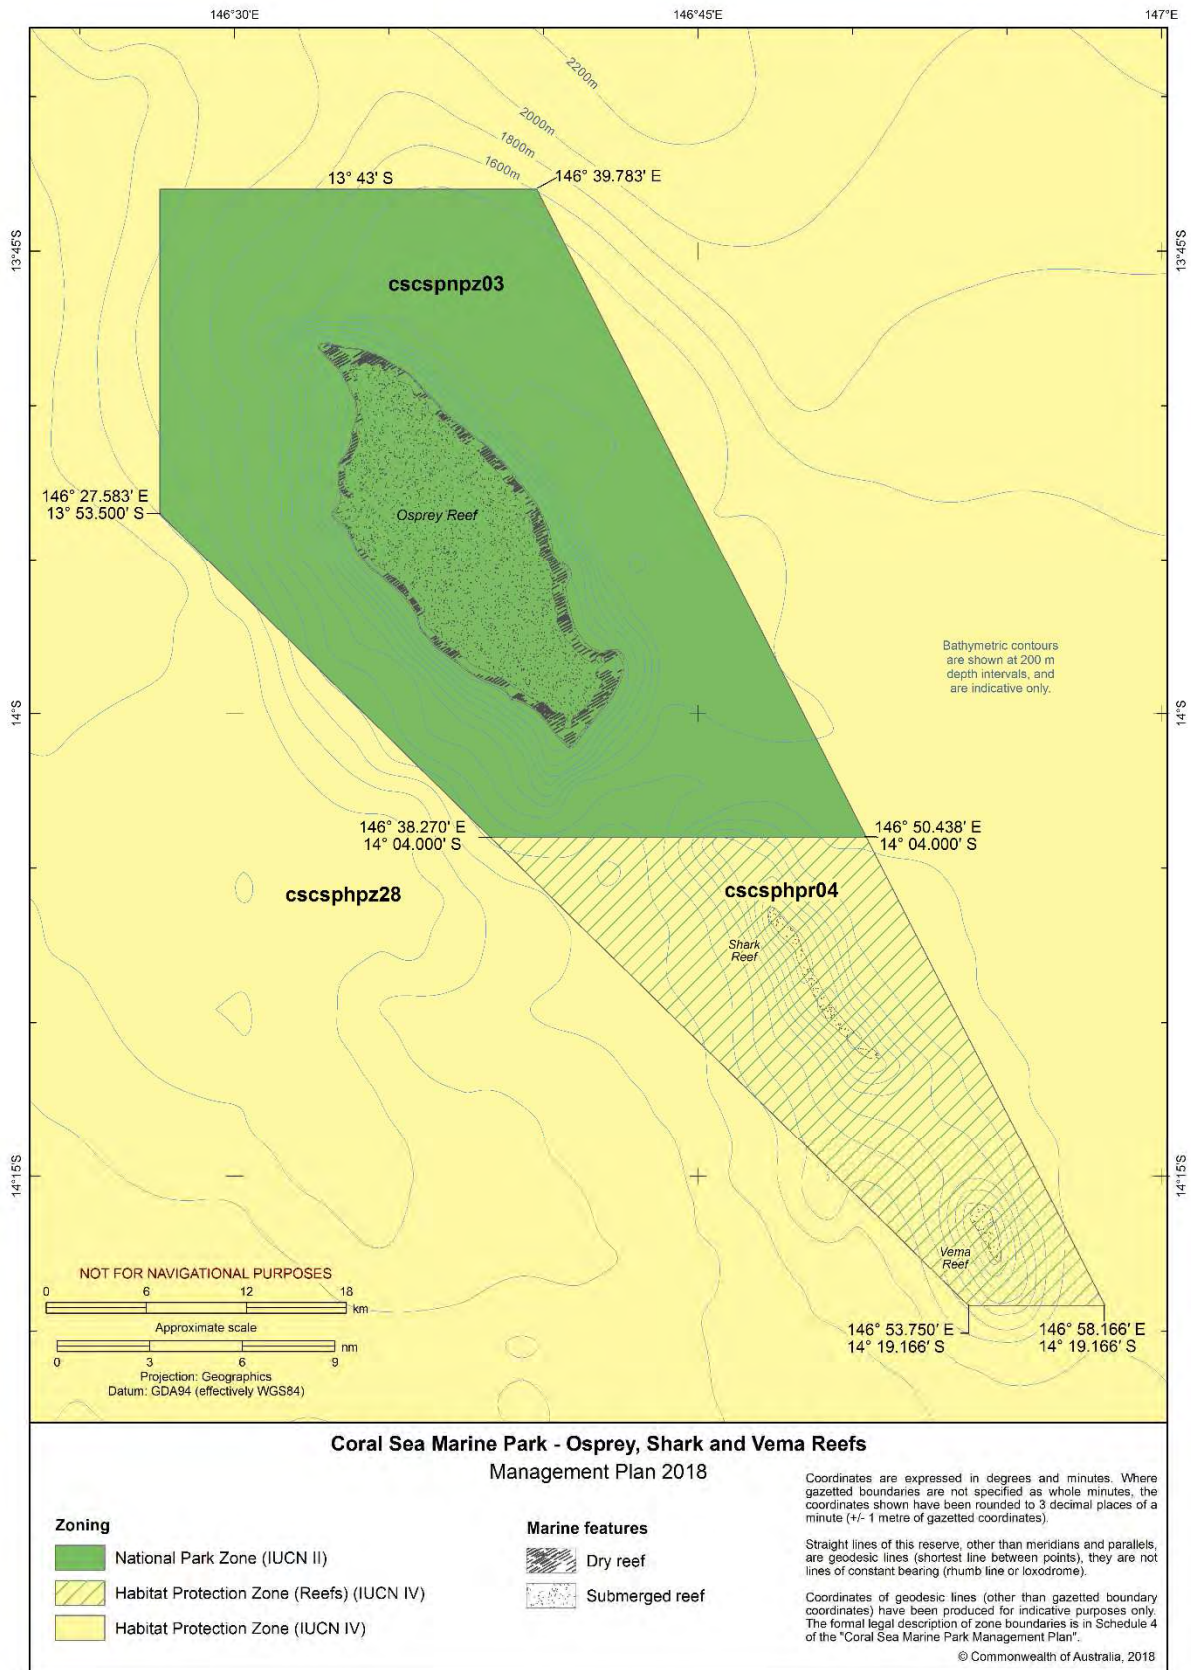 146°30'E
146°45'E
147°E
2200m
2000m
1800m
1600m
13° 43' S
146° 39.783' E
13°45'S
13°45'S
cscspnpz03
146° 27.583' E
13° 53.500' S
Osprey Reef
Bathymetric contours
are shown at 200 m
depth intervals, and
are indicative only.
14°S
14°S
146° 38.270' E
14° 04.000' S
146° 50.438' E
14° 04.000' S
cscsphpz28
cscsphpr04
Shark
Reef
14°15'S
14°15'S
Vema
Reef
NOT FOR NAVIGATIONAL PURPOSES
0 6 12 18
km
Approximate scale
nm
0 3 6 9
Projection: Geographics
Datum: GDA94 (effectively WGS84)
146° 53.750' E
14° 19.166' S
146° 58.166' E
14° 19.166' S
Coral Sea Marine Park - Osprey, Shark and Vema Reefs
Management Plan 2018
Zoning
National Park Zone (IUCN II)
Habitat Protection Zone (Reefs) (IUCN IV)
Habitat Protection Zone (IUCN IV)
Marine features
Dry reef
Submerged reef
Coordinates are expressed in degrees and minutes. Where
gazetted boundaries are not specified as whole minutes, the
coordinates shown have been rounded to 3 decimal places of a
minute (+/- 1 metre of gazetted coordinates).
Straight lines of this reserve, other than meridians and parallels,
are geodesic lines (shortest line between points), they are not
lines of constant bearing (rhumb line or loxodrome).
Coordinates of geodesic lines (other than gazetted boundary
coordinates) have been produced for indicative purposes only.
The formal legal description of zone boundaries is in Schedule 4
of the "Coral Sea Marine Park Management Plan".
© Commonwealth of Australia, 2018